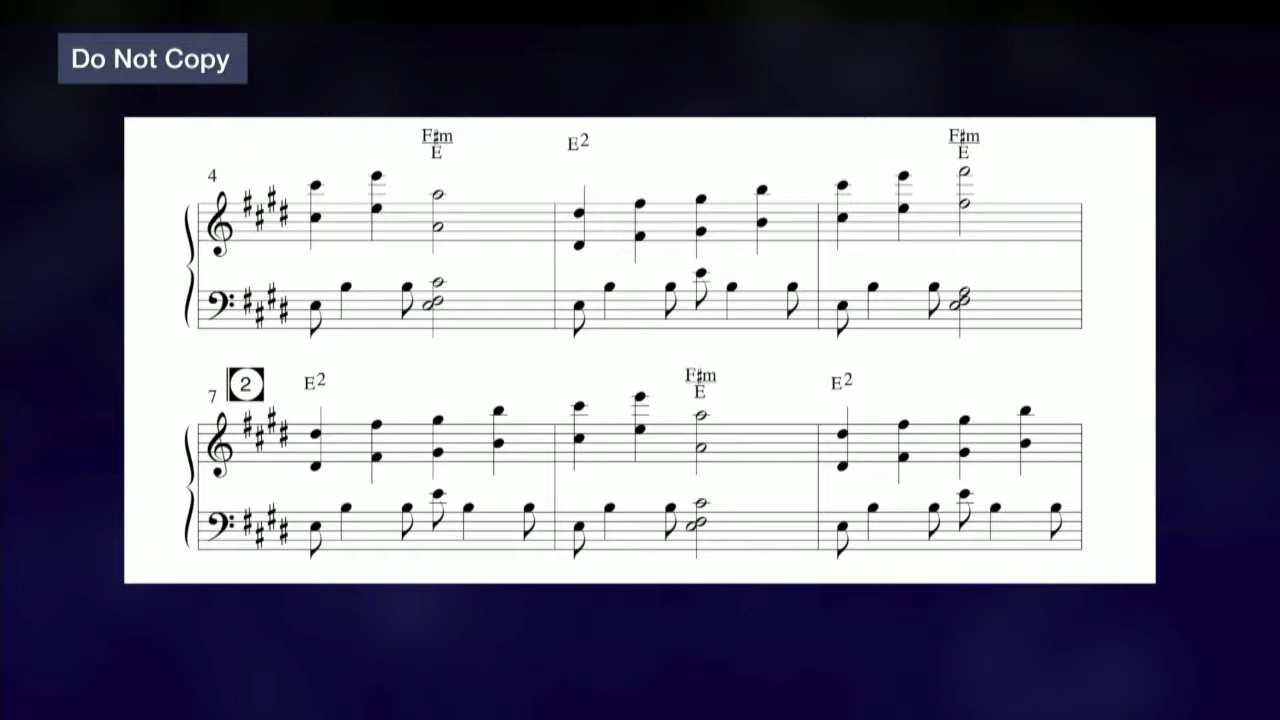 Do Not Copy
F♯m E² F♯m
E E
4
2
7 E² F♯m E² 
E